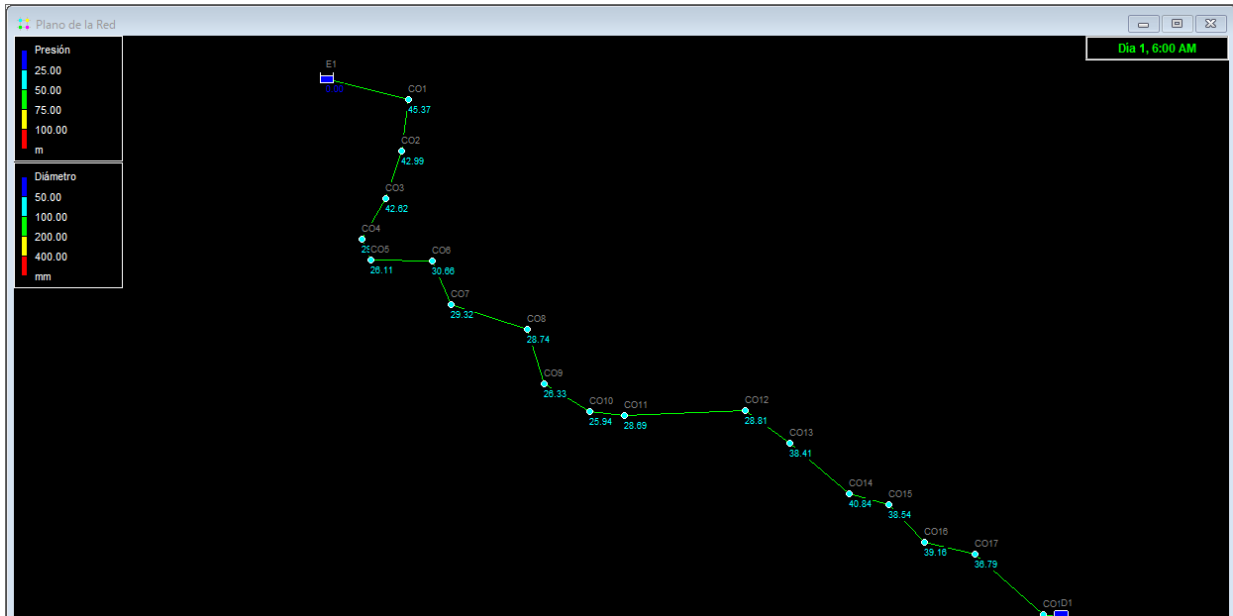 Plano de la Red
Presión
25.00
50.00
75.00
100.00
m
Diámetro
50.00
100.00
200.00
400.00
mm
Dia 1, 6:00 AM
E1
0.00
CO1
45.37
CO2
42.99
CO3
42.62
CO4
CO5
26.11
CO6
30.66
CO7
29.32
CO8
28.74
CO9
26.33
CO10
25.94
CO11
28.69
CO12
28.81
CO13
38.41
CO14
40.84
CO15
38.54
CO16
39.16
CO17
36.79
D1